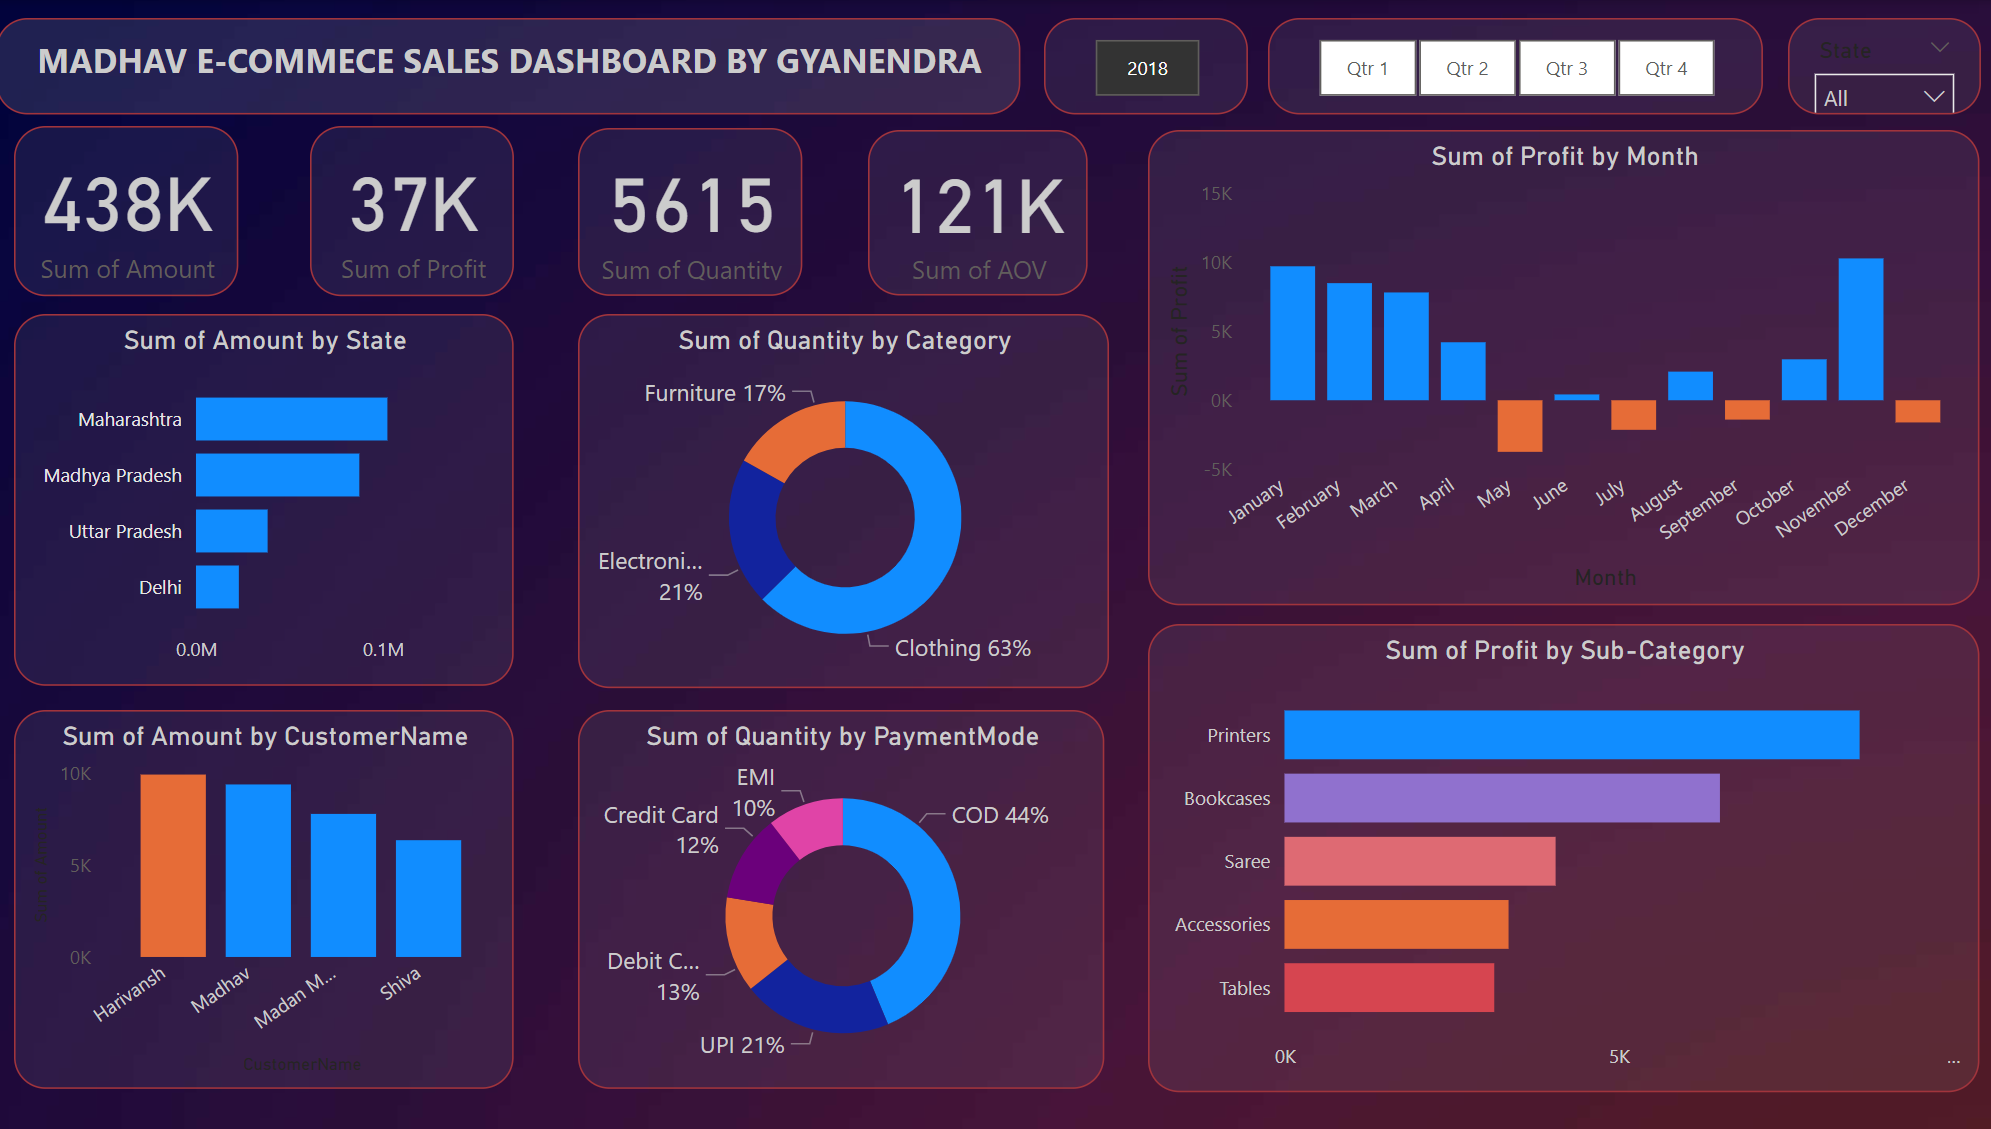 MADHAV E-COMMECE SALES DASHBOARD BY GYANENDRA
2018
Qtr 1
Qtr 2
Qtr 3
Qtr 4
State
All
438K
Sum of Amount
37K
Sum of Profit
5615
Sum of Quantity
121K
Sum of AOV
Sum of Profit by Month
Sum of Profit
15K
10K
5K
0K
-5K
January
February
March
April
May
June
July
August
September
October
November
December
Month
Sum of Amount by State
Maharashtra
Madhya Pradesh
Uttar Pradesh
Delhi
0.0M
0.1M
Sum of Quantity by Category
Furniture 17%
Electroni...
21%
Clothing 63%
Sum of Profit by Sub-Category
Printers
Bookcases
Saree
Accessories
Tables
0K
5K
...
Sum of Amount by CustomerName
10K
5K
0K
Harivansh
Madhav
Madan M...
Shiva
CustomerName
Sum of Quantity by PaymentMode
EMI
10%
Credit Card
12%
COD 44%
Debit C...
13%
UPI 21%